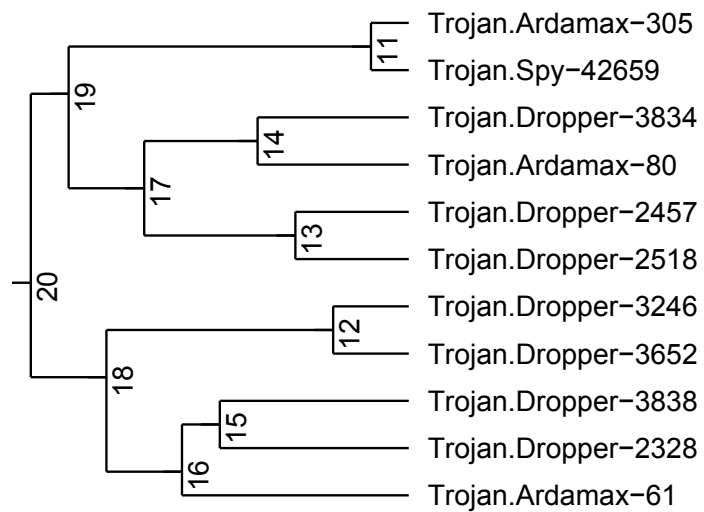 Trojan.Ardamax−305
11
Trojan.Spy−42659
19
Trojan.Dropper−3834
14
Trojan.Ardamax−80
17
Trojan.Dropper−2457
13
Trojan.Dropper−2518
20
Trojan.Dropper−3246
12
Trojan.Dropper−3652
18
Trojan.Dropper−3838
15
Trojan.Dropper−2328
16
Trojan.Ardamax−61